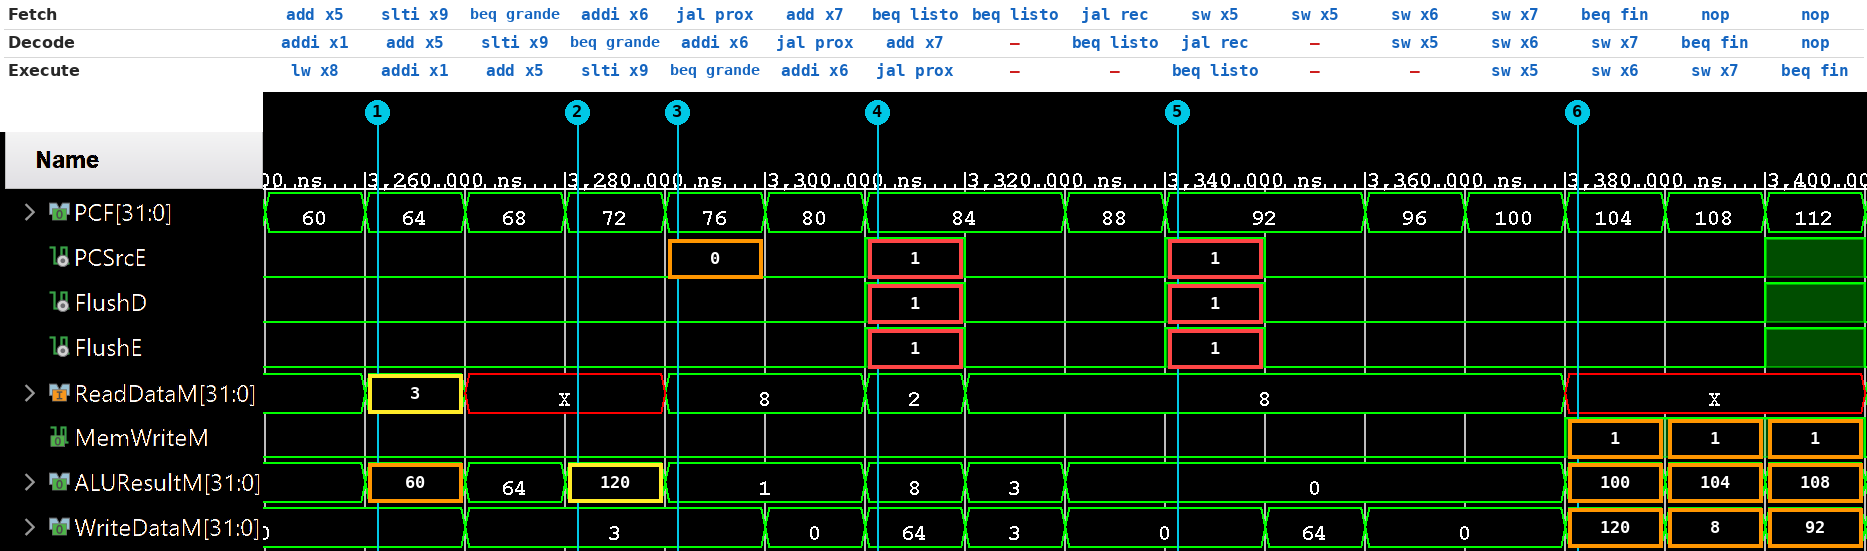 Fetch add x5 slti x9 beq grande addi x6 jal prox add x7 beq listo beq listo jal rec sw x5 sw x5 sw x6 sw x7 beq fin nop nop
Decode addi x1 add x5 slti x9 beq grande addi x6 jal prox add x7 — beq listo jal rec — sw x5 sw x6 sw x7 beq fin nop
Execute lw x8 addi x1 add x5 slti x9 beq grande addi x6 jal prox — — beq listo — — sw x5 sw x6 sw x7 beq fin
1 2 3 4 5 6
Name
00 ns 3,260.000 ns 3,280.000 ns 3,300.000 ns 3,320.000 ns 3,340.000 ns 3,360.000 ns 3,380.000 ns 3,400.00
PCF[31:0] 60 64 68 72 76 80 84 88 92 96 100 104 108 112
PCSrcE 0 1 1
FlushD 1 1
FlushE 1 1
ReadDataM[31:0] 3 X 8 2 8 X
MemWriteM 1 1 1
ALUResultM[31:0] 60 64 120 1 8 3 0 100 104 108
WriteDataM[31:0] 3 0 64 3 0 64 0 120 8 92